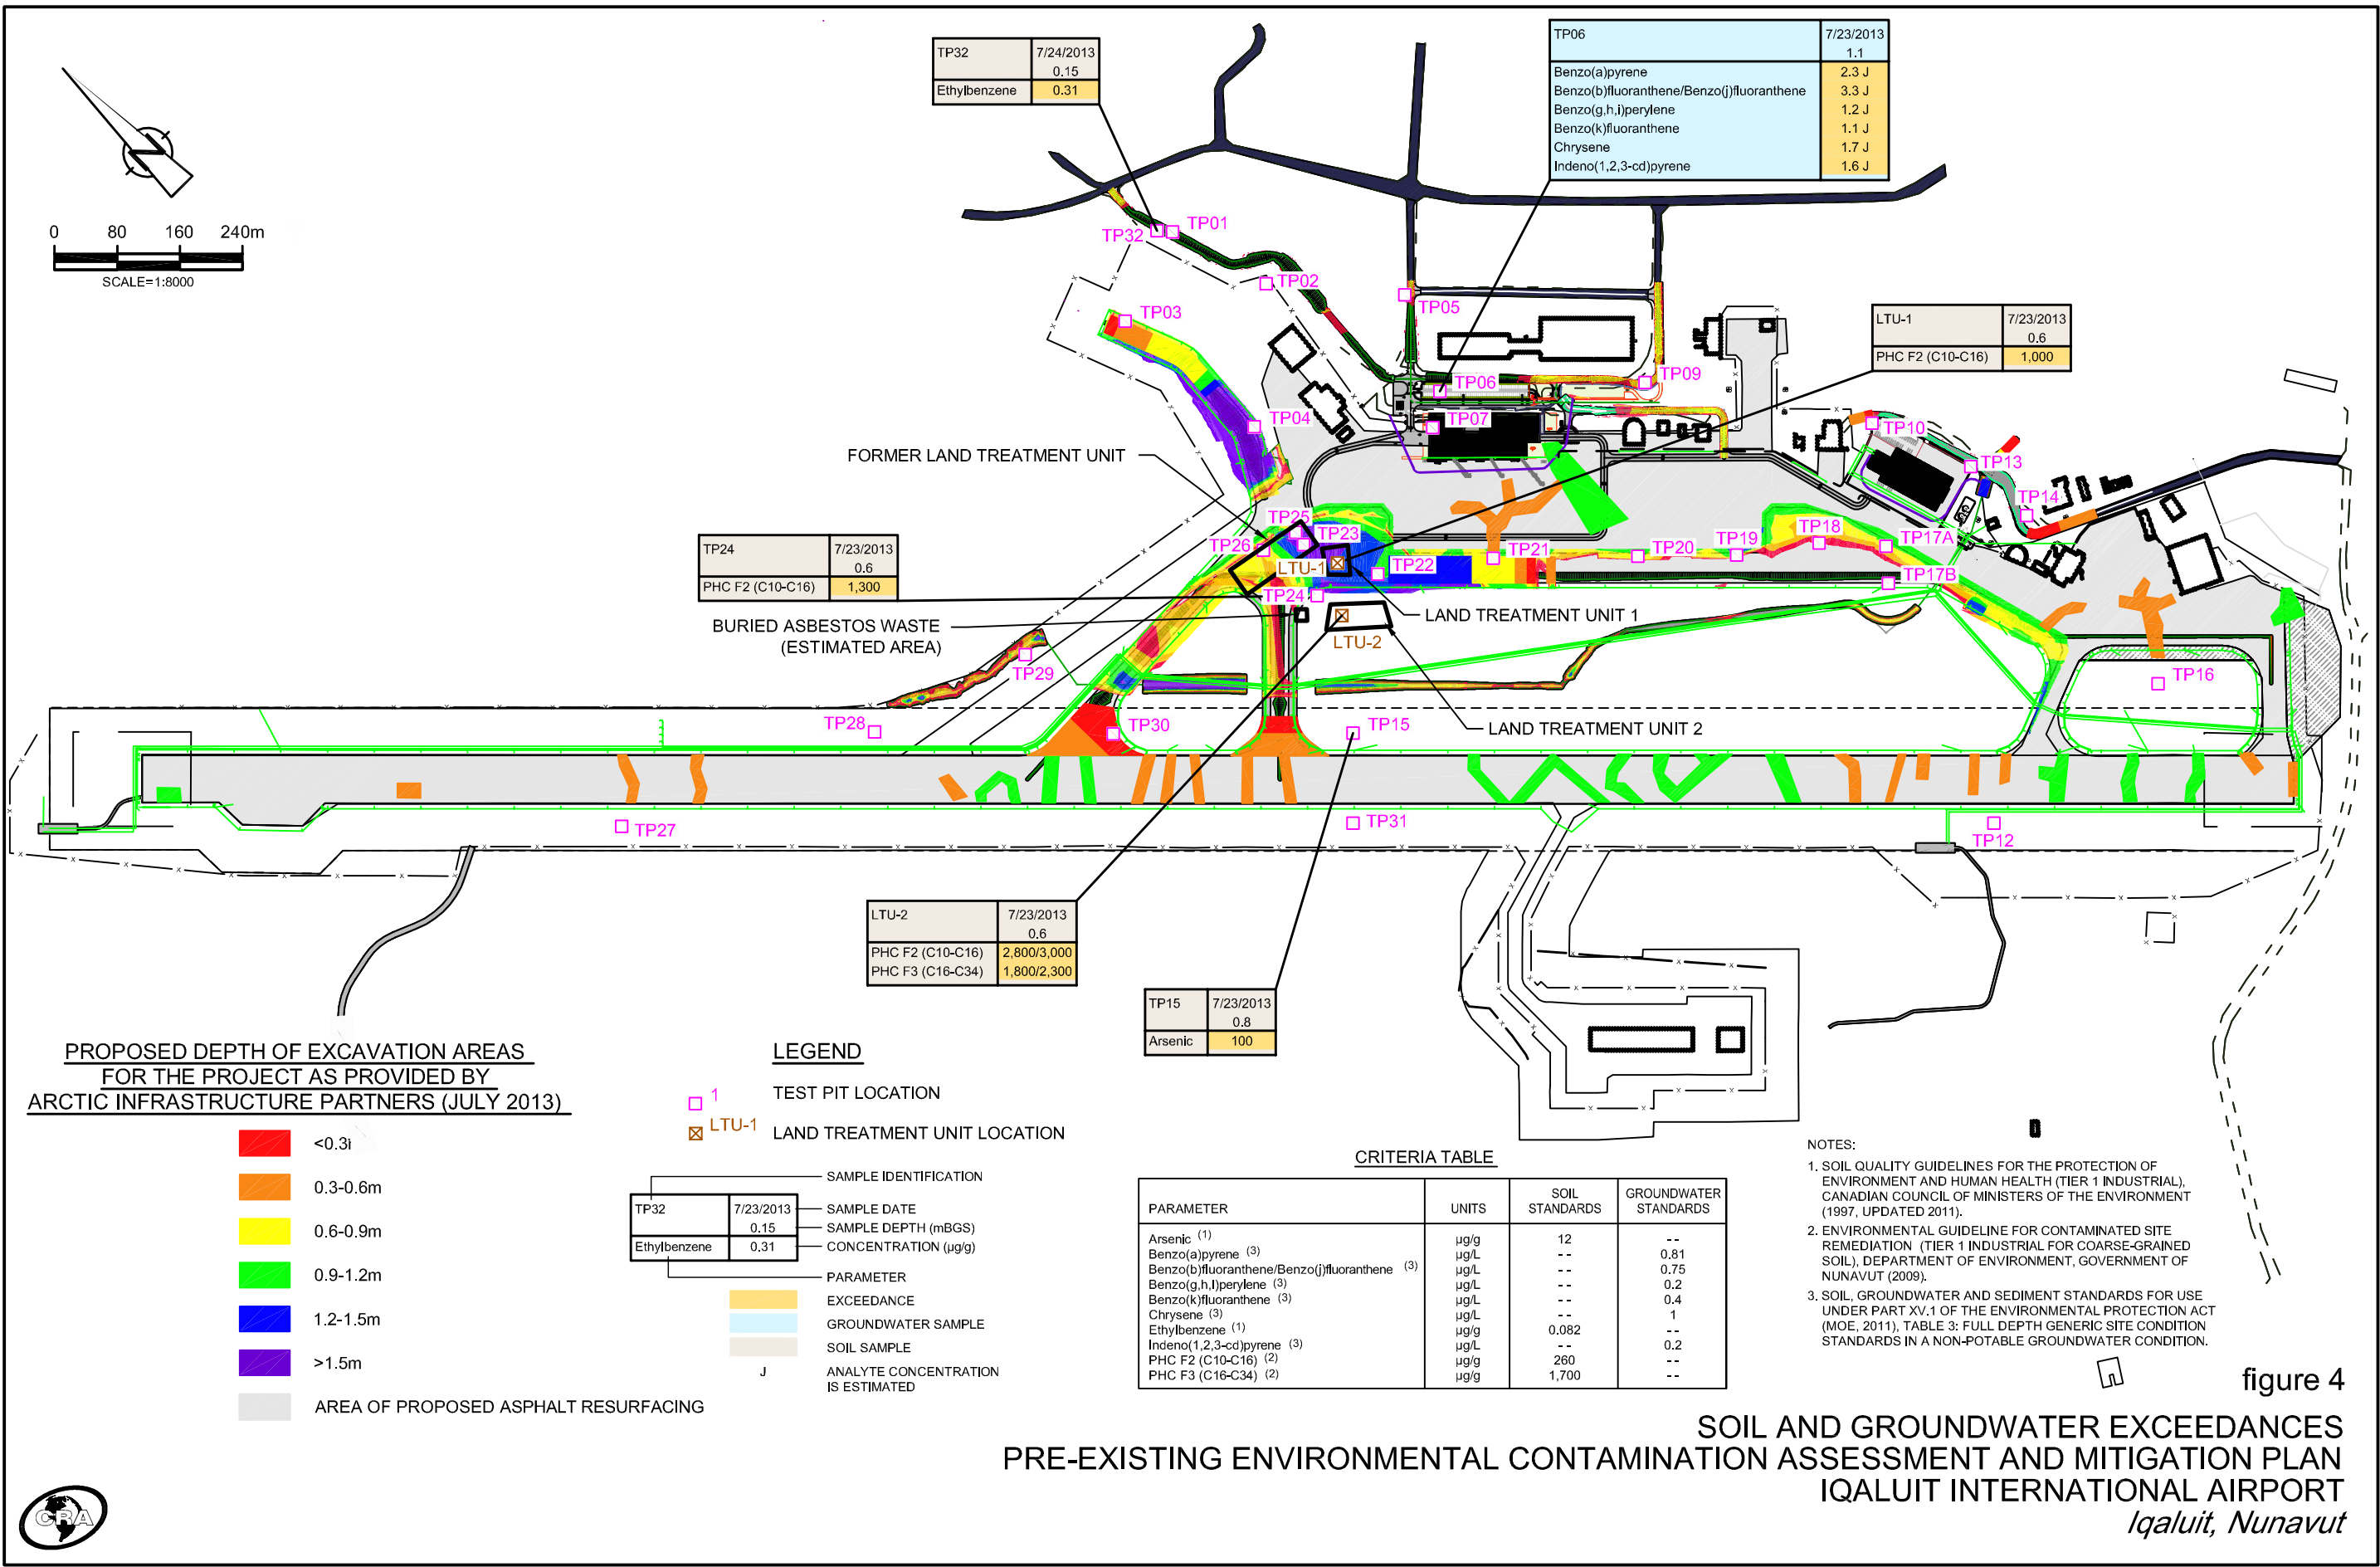 TP32 7/24/2013
0.15
Ethylbenzene 0.31
TP06 7/23/2013
1.1
Benzo(a)pyrene 2.3 J
Benzo(b)fluoranthene/Benzo(j)fluoranthene 3.3 J
Benzo(g,h,i)perylene 1.2 J
Benzo(k)fluoranthene 1.1 J
Chrysene 1.7 J
Indeno(1,2,3-cd)pyrene 1.6 J
N
0 80 160 240m
SCALE=1:8000
TP32
TP01
TP02
TP03
TP05
LTU-1 7/23/2013
0.6
PHC F2 (C10-C16) 1,000
TP06
TP09
TP04
TP07
TP10
FORMER LAND TREATMENT UNIT
TP13
TP14
TP25
TP23
TP26
TP18
TP19
TP17A
TP20
TP21
TP22
LTU-1
TP17B
TP24 7/23/2013
0.6
PHC F2 (C10-C16) 1,300
TP24
BURIED ASBESTOS WASTE
(ESTIMATED AREA)
LAND TREATMENT UNIT 1
LTU-2
TP29
TP16
TP28
TP30
TP15
LAND TREATMENT UNIT 2
TP27
TP31
TP12
LTU-2 7/23/2013
0.6
PHC F2 (C10-C16) 2,800/3,000
PHC F3 (C16-C34) 1,800/2,300
TP15 7/23/2013
0.8
Arsenic 100
PROPOSED DEPTH OF EXCAVATION AREAS
FOR THE PROJECT AS PROVIDED BY
ARCTIC INFRASTRUCTURE PARTNERS (JULY 2013)
<0.3
0.3-0.6m
0.6-0.9m
0.9-1.2m
1.2-1.5m
>1.5m
AREA OF PROPOSED ASPHALT RESURFACING
LEGEND
1 TEST PIT LOCATION
LTU-1 LAND TREATMENT UNIT LOCATION
SAMPLE IDENTIFICATION
TP32 7/23/2013 SAMPLE DATE
0.15 SAMPLE DEPTH (mBGS)
Ethylbenzene 0.31 CONCENTRATION (µg/g)
PARAMETER
EXCEEDANCE
GROUNDWATER SAMPLE
SOIL SAMPLE
J ANALYTE CONCENTRATION
IS ESTIMATED
CRITERIA TABLE
PARAMETER UNITS SOIL STANDARDS GROUNDWATER STANDARDS
Arsenic (1) µg/g 12 --
Benzo(a)pyrene (3) µg/L -- 0.81
Benzo(b)fluoranthene/Benzo(j)fluoranthene (3) µg/L -- 0.75
Benzo(g,h,I)perylene (3) µg/L -- 0.2
Benzo(k)fluoranthene (3) µg/L -- 0.4
Chrysene (3) µg/L -- 1
Ethylbenzene (1) µg/g 0.082 --
Indeno(1,2,3-cd)pyrene (3) µg/L -- 0.2
PHC F2 (C10-C16) (2) µg/g 260 --
PHC F3 (C16-C34) (2) µg/g 1,700 --
NOTES:
1. SOIL QUALITY GUIDELINES FOR THE PROTECTION OF
ENVIRONMENT AND HUMAN HEALTH (TIER 1 INDUSTRIAL),
CANADIAN COUNCIL OF MINISTERS OF THE ENVIRONMENT
(1997, UPDATED 2011).
2. ENVIRONMENTAL GUIDELINE FOR CONTAMINATED SITE
REMEDIATION (TIER 1 INDUSTRIAL FOR COARSE-GRAINED
SOIL), DEPARTMENT OF ENVIRONMENT, GOVERNMENT OF
NUNAVUT (2009).
3. SOIL, GROUNDWATER AND SEDIMENT STANDARDS FOR USE
UNDER PART XV.1 OF THE ENVIRONMENTAL PROTECTION ACT
(MOE, 2011), TABLE 3: FULL DEPTH GENERIC SITE CONDITION
STANDARDS IN A NON-POTABLE GROUNDWATER CONDITION.
figure 4
SOIL AND GROUNDWATER EXCEEDANCES
PRE-EXISTING ENVIRONMENTAL CONTAMINATION ASSESSMENT AND MITIGATION PLAN
IQALUIT INTERNATIONAL AIRPORT
Iqaluit, Nunavut
CRA